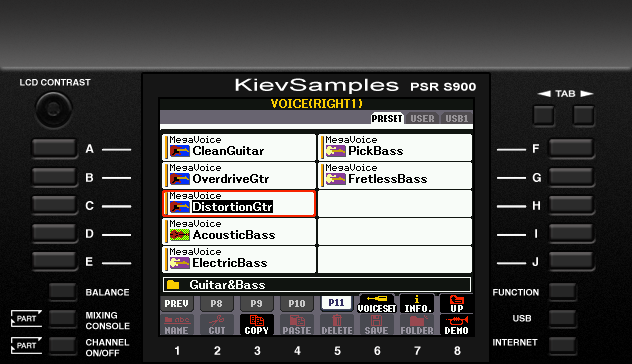 LCD CONTRAST
KievSamples PSR S900
VOICE(RIGHT1)
PRESET USER USB1
TAB
MegaVoice
CleanGuitar
MegaVoice
OverdriveGtr
MegaVoice
DistortionGtr
MegaVoice
AcousticBass
MegaVoice
ElectricBass
MegaVoice
PickBass
MegaVoice
FretlessBass
Guitar&Bass
PREV P8 P9 P10 P11 VOICESET INFO. UP
NAME CUT COPY PASTE DELETE SAVE FOLDER DEMO
A
B
C
D
E
F
G
H
I
J
BALANCE
PART MIXING
CONSOLE
PART CHANNEL
ON/OFF
FUNCTION
USB
INTERNET
1 2 3 4 5 6 7 8